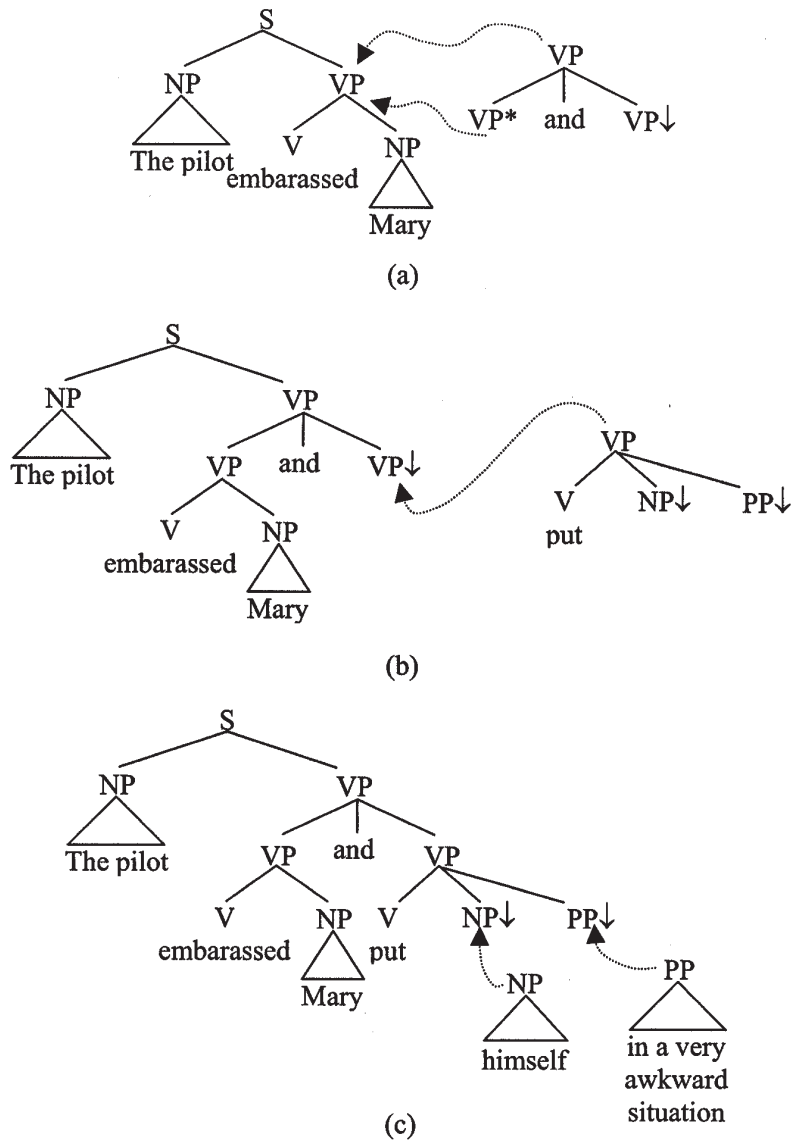 S
VP
NP VP
VP* and VP↓
V NP
The pilot embarassed
Mary
(a)
S
NP VP
VP
The pilot VP and VP↓
V NP V NP↓ PP↓
embarassed put
Mary
(b)
S
NP VP
The pilot VP and VP
V NP V NP↓ PP↓
embarassed put
Mary NP PP
himself in a very
awkward
situation
(c)